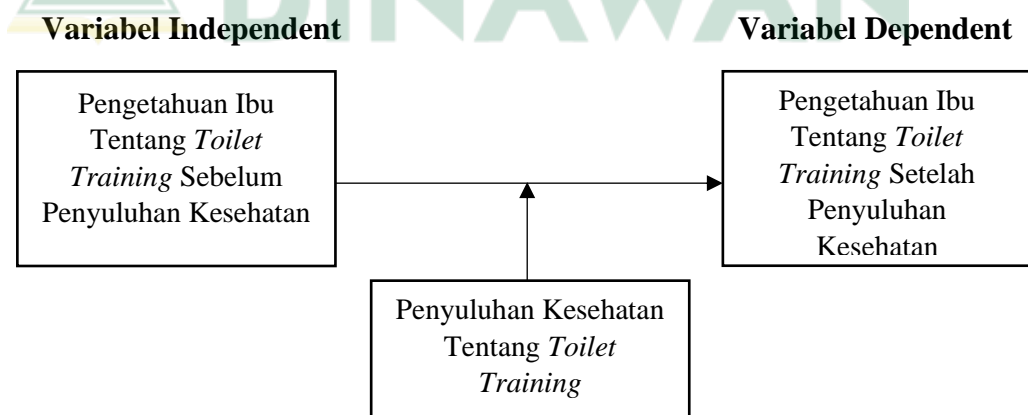 DINAWAN
Variabel Independent
Variabel Dependent
Pengetahuan Ibu
Tentang Toilet
Training Sebelum
Penyuluhan Kesehatan
Pengetahuan Ibu
Tentang Toilet
Training Setelah
Penyuluhan
Kesehatan
Penyuluhan Kesehatan
Tentang Toilet
Training